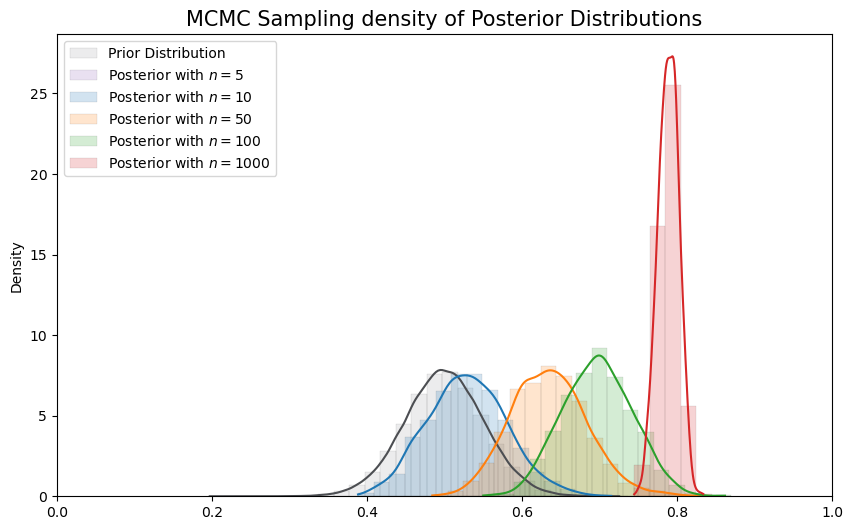 MCMC Sampling density of Posterior Distributions
Prior Distribution
Posterior with n = 5
Posterior with n = 10
Posterior with n = 50
Posterior with n = 100
Posterior with n = 1000
Density
25
20
15
10
5
0
0.0 0.2 0.4 0.6 0.8 1.0